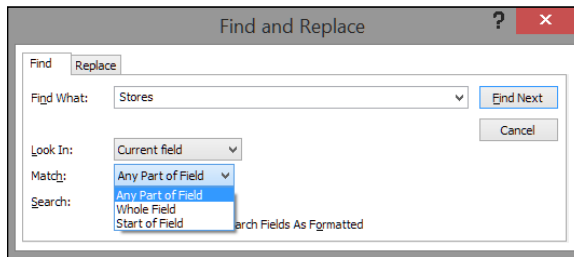 Find and Replace ? ×
Find Replace
Find What: Stores Find Next
Cancel
Look In: Current field
Match: Any Part of Field
Any Part of Field
Search:
Whole Field
Start of Field arch Fields As Formatted